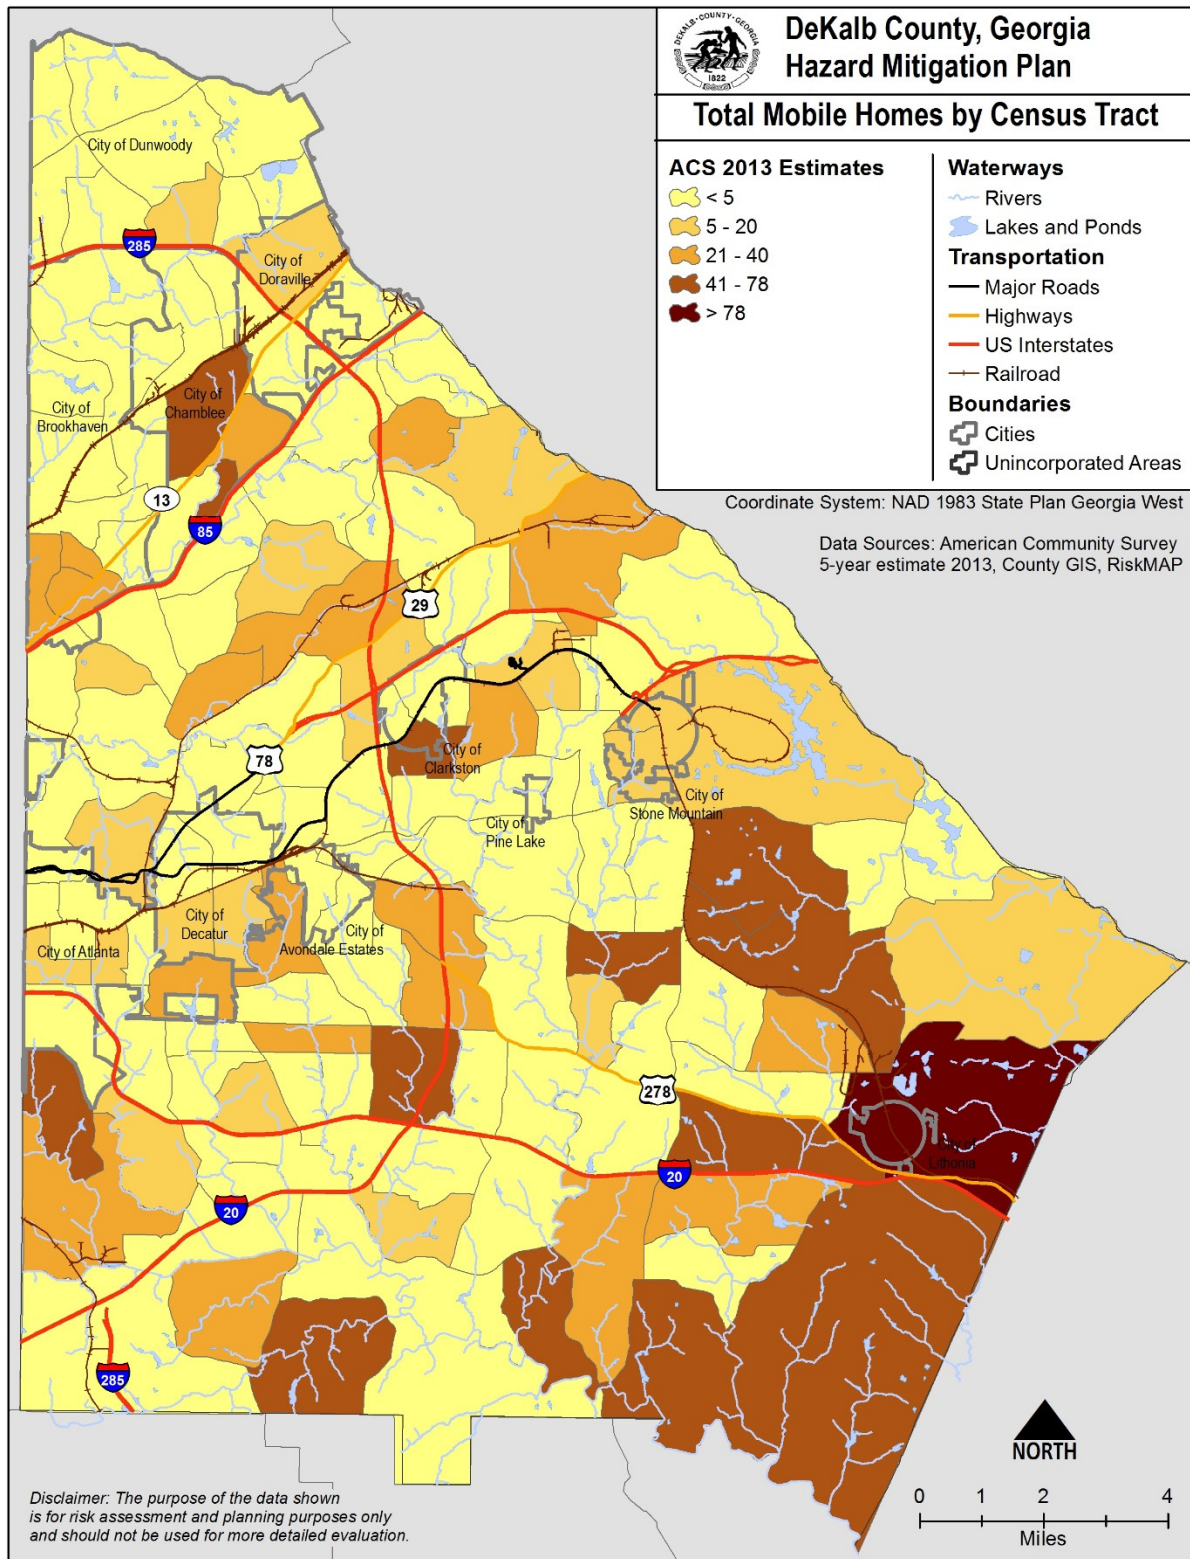 DEKALB·COUNTY·GEORGIA
1822
DeKalb County, Georgia
Hazard Mitigation Plan
Total Mobile Homes by Census Tract
ACS 2013 Estimates
< 5
5 - 20
21 - 40
41 - 78
> 78
Waterways
Rivers
Lakes and Ponds
Transportation
Major Roads
Highways
US Interstates
Railroad
Boundaries
Cities
Unincorporated Areas
Coordinate System: NAD 1983 State Plan Georgia West
Data Sources: American Community Survey
5-year estimate 2013, County GIS, RiskMAP
City of Dunwoody
285
City of
Doraville
City of
Chamblee
City of
Brookhaven
13
85
29
78
City of
Clarkston
City of
Stone Mountain
City of
Pine Lake
City of
Decatur
City of
Avondale Estates
City of Atlanta
278
City of
Lithonia
20
20
285
NORTH
0 1 2 4
Miles
Disclaimer: The purpose of the data shown
is for risk assessment and planning purposes only
and should not be used for more detailed evaluation.